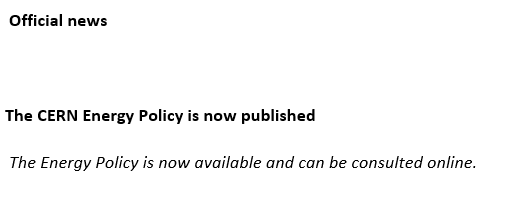 Official news
The CERN Energy Policy is now published
The Energy Policy is now available and can be consulted online.